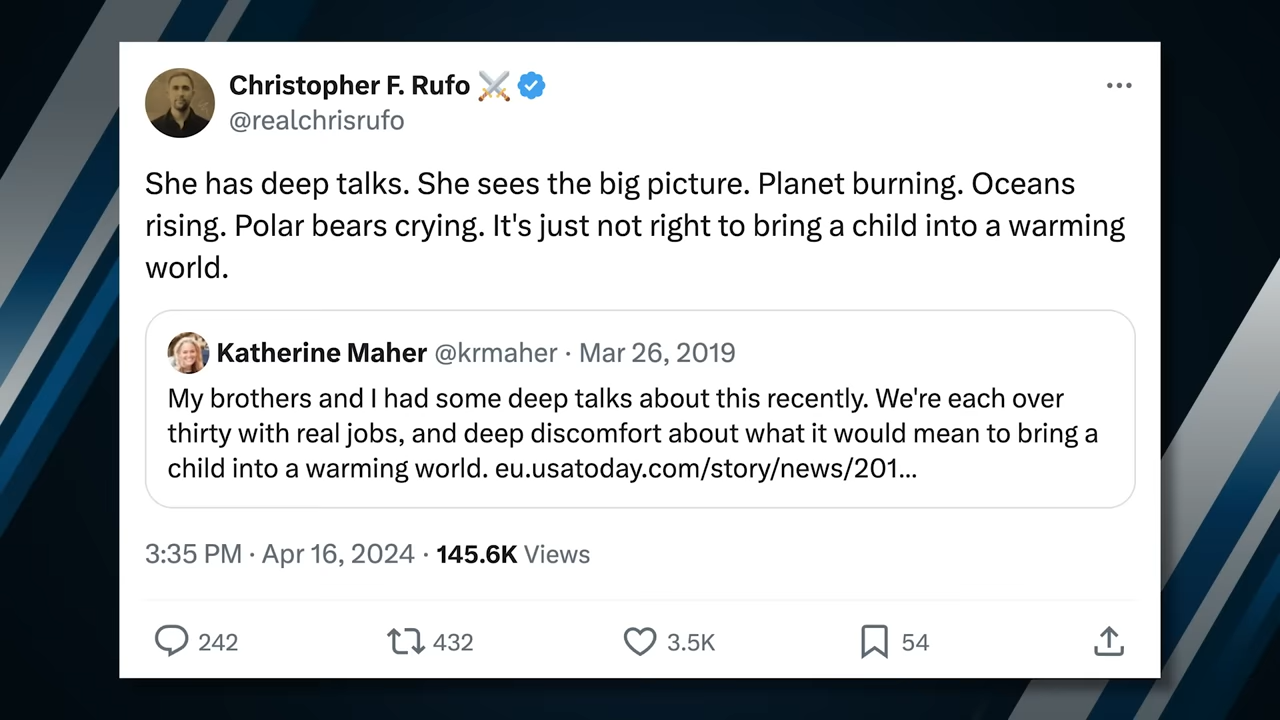 Christopher F. Rufo ⚔️
@realchrisrufo
She has deep talks. She sees the big picture. Planet burning. Oceans
rising. Polar bears crying. It's just not right to bring a child into a warming
world.
Katherine Maher @krmaher · Mar 26, 2019
My brothers and I had some deep talks about this recently. We're each over
thirty with real jobs, and deep discomfort about what it would mean to bring a
child into a warming world. eu.usatoday.com/story/news/201...
3:35 PM · Apr 16, 2024 · 145.6K Views
242 432 3.5K 54